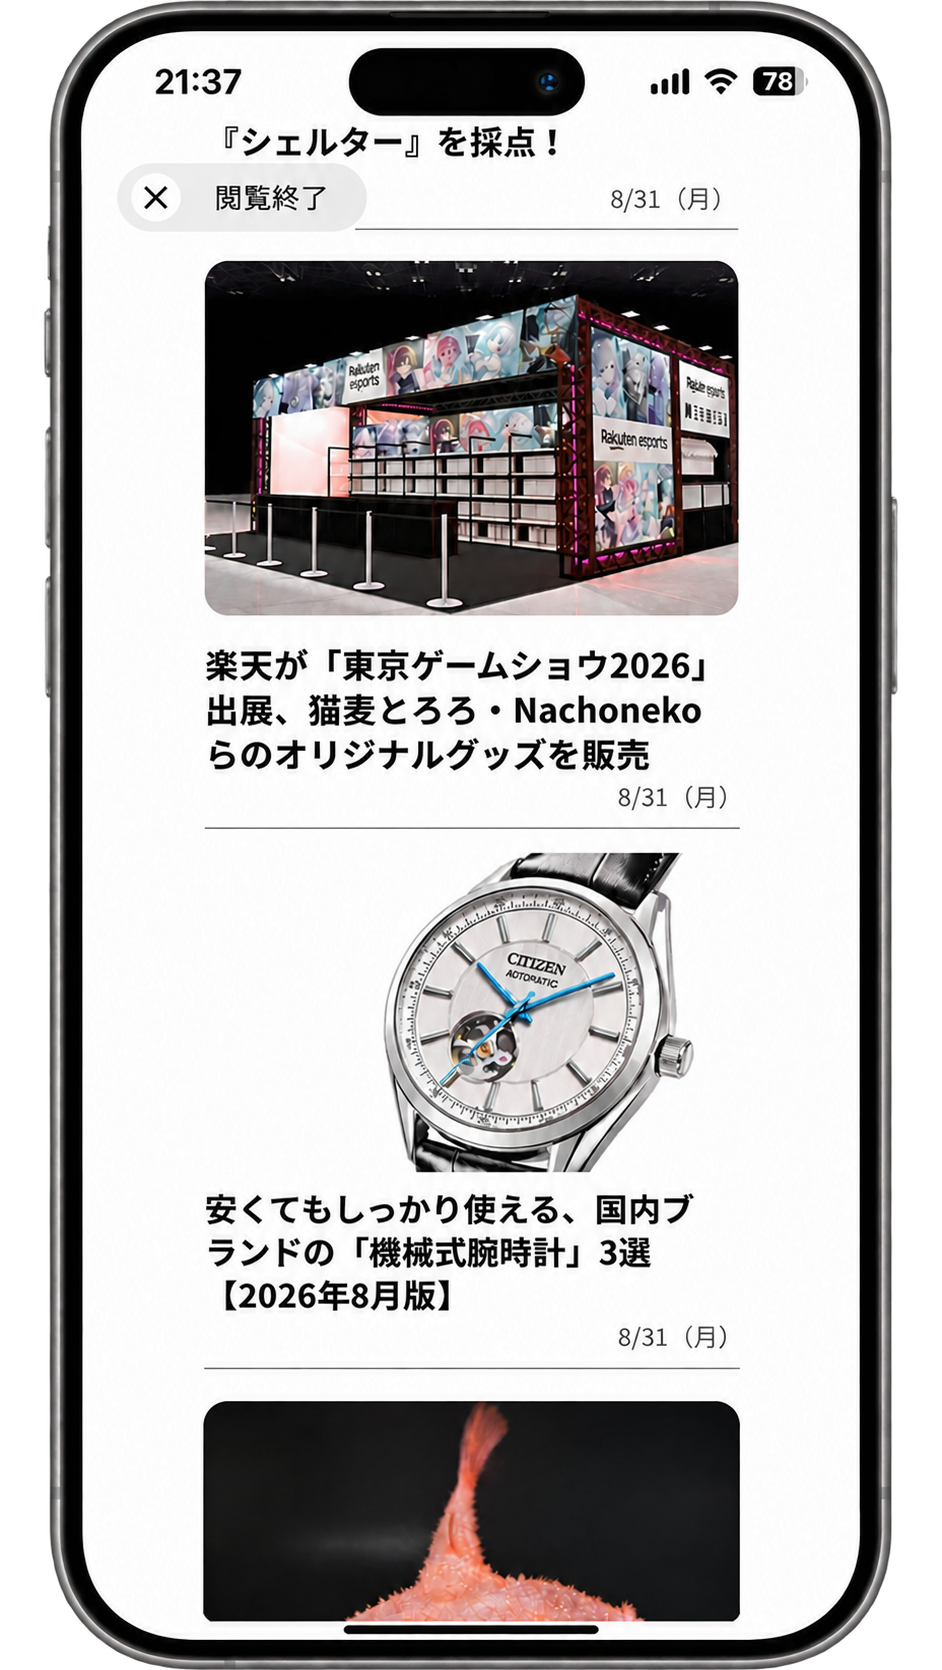 21:37
78
『シェルター』を採点！
閲覧終了
8/31（月）
Rakuten
esports
Rakuten esports
Rakuten esports
楽天が「東京ゲームショウ2026」
出展、猫麦とろろ・Nachoneko
らのオリジナルグッズを販売
8/31（月）
CITIZEN
AUTOMATIC
安くてもしっかり使える、国内ブ
ランドの「機械式腕時計」3選
【2026年8月版】
8/31（月）